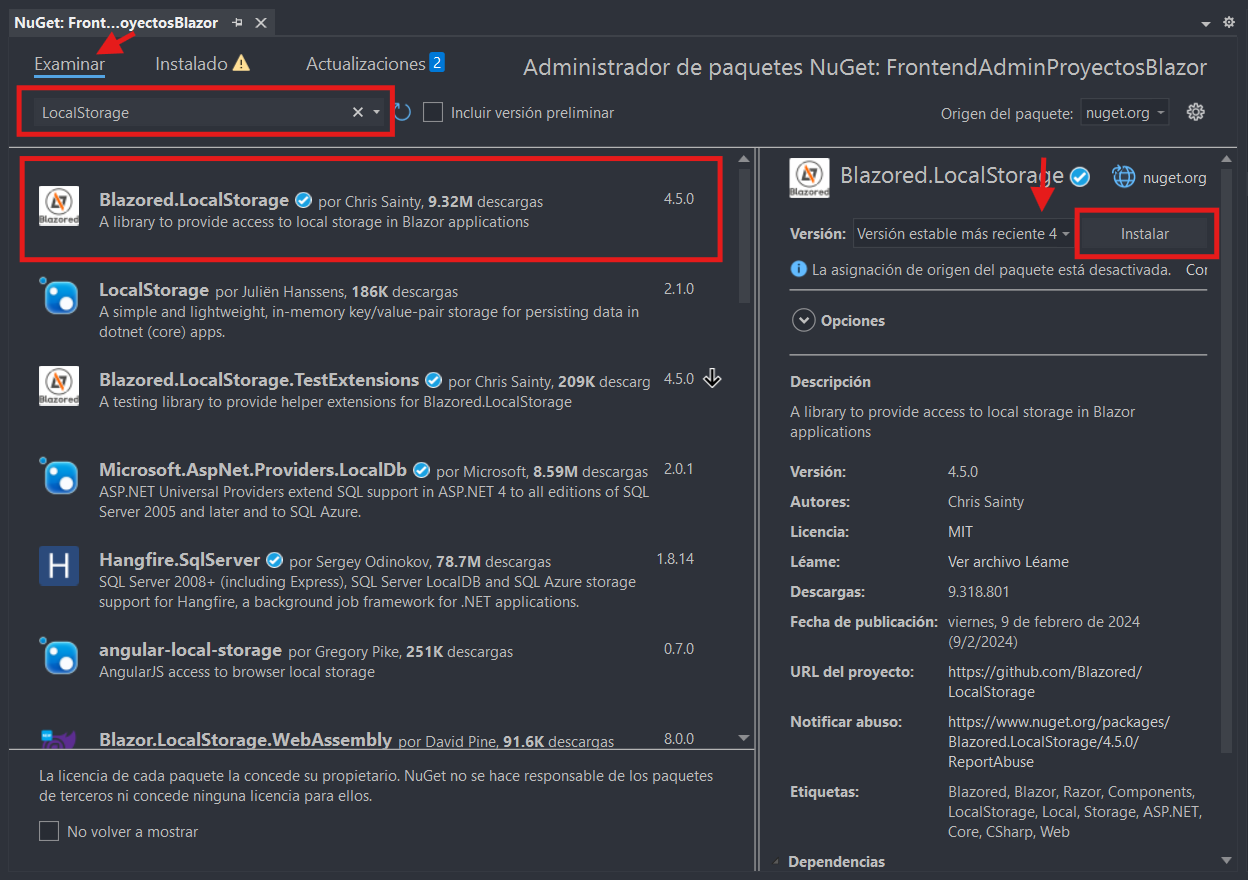 NuGet: Front...oyectosBlazor
Examinar
Instalado
Actualizaciones 2
Administrador de paquetes NuGet: FrontendAdminProyectosBlazor
LocalStorage
Incluir versión preliminar
Origen del paquete: nuget.org
Blazored
Blazored.LocalStorage por Chris Sainty, 9.32M descargas 4.5.0
A library to provide access to local storage in Blazor applications
LocalStorage por Juliën Hanssens, 186K descargas 2.1.0
A simple and lightweight, in-memory key/value-pair storage for persisting data in
dotnet (core) apps.
Blazored
Blazored.LocalStorage.TestExtensions por Chris Sainty, 209K descarg 4.5.0
A testing library to provide helper extensions for Blazored.LocalStorage
Microsoft.AspNet.Providers.LocalDb por Microsoft, 8.59M descargas 2.0.1
ASP.NET Universal Providers extend SQL support in ASP.NET 4 to all editions of SQL
Server 2005 and later and to SQL Azure.
H
Hangfire.SqlServer por Sergey Odinokov, 78.7M descargas 1.8.14
SQL Server 2008+ (including Express), SQL Server LocalDB and SQL Azure storage
support for Hangfire, a background job framework for .NET applications.
angular-local-storage por Gregory Pike, 251K descargas 0.7.0
AngularJS access to browser local storage
Blazor.LocalStorage.WebAssembly por David Pine, 91.6K descargas 8.0.0
La licencia de cada paquete la concede su propietario. NuGet no se hace responsable de los paquetes
de terceros ni concede ninguna licencia para ellos.
No volver a mostrar
Blazored
Blazored.LocalStorage
nuget.org
Versión: Versión estable más reciente 4
Instalar
La asignación de origen del paquete está desactivada. Cor
Opciones
Descripción
A library to provide access to local storage in Blazor
applications
Versión: 4.5.0
Autores: Chris Sainty
Licencia: MIT
Léame: Ver archivo Léame
Descargas: 9.318.801
Fecha de publicación: viernes, 9 de febrero de 2024
(9/2/2024)
URL del proyecto: https://github.com/Blazored/
LocalStorage
Notificar abuso: https://www.nuget.org/packages/
Blazored.LocalStorage/4.5.0/
ReportAbuse
Etiquetas: Blazored, Blazor, Razor, Components,
LocalStorage, Local, Storage, ASP.NET,
Core, CSharp, Web
Dependencias